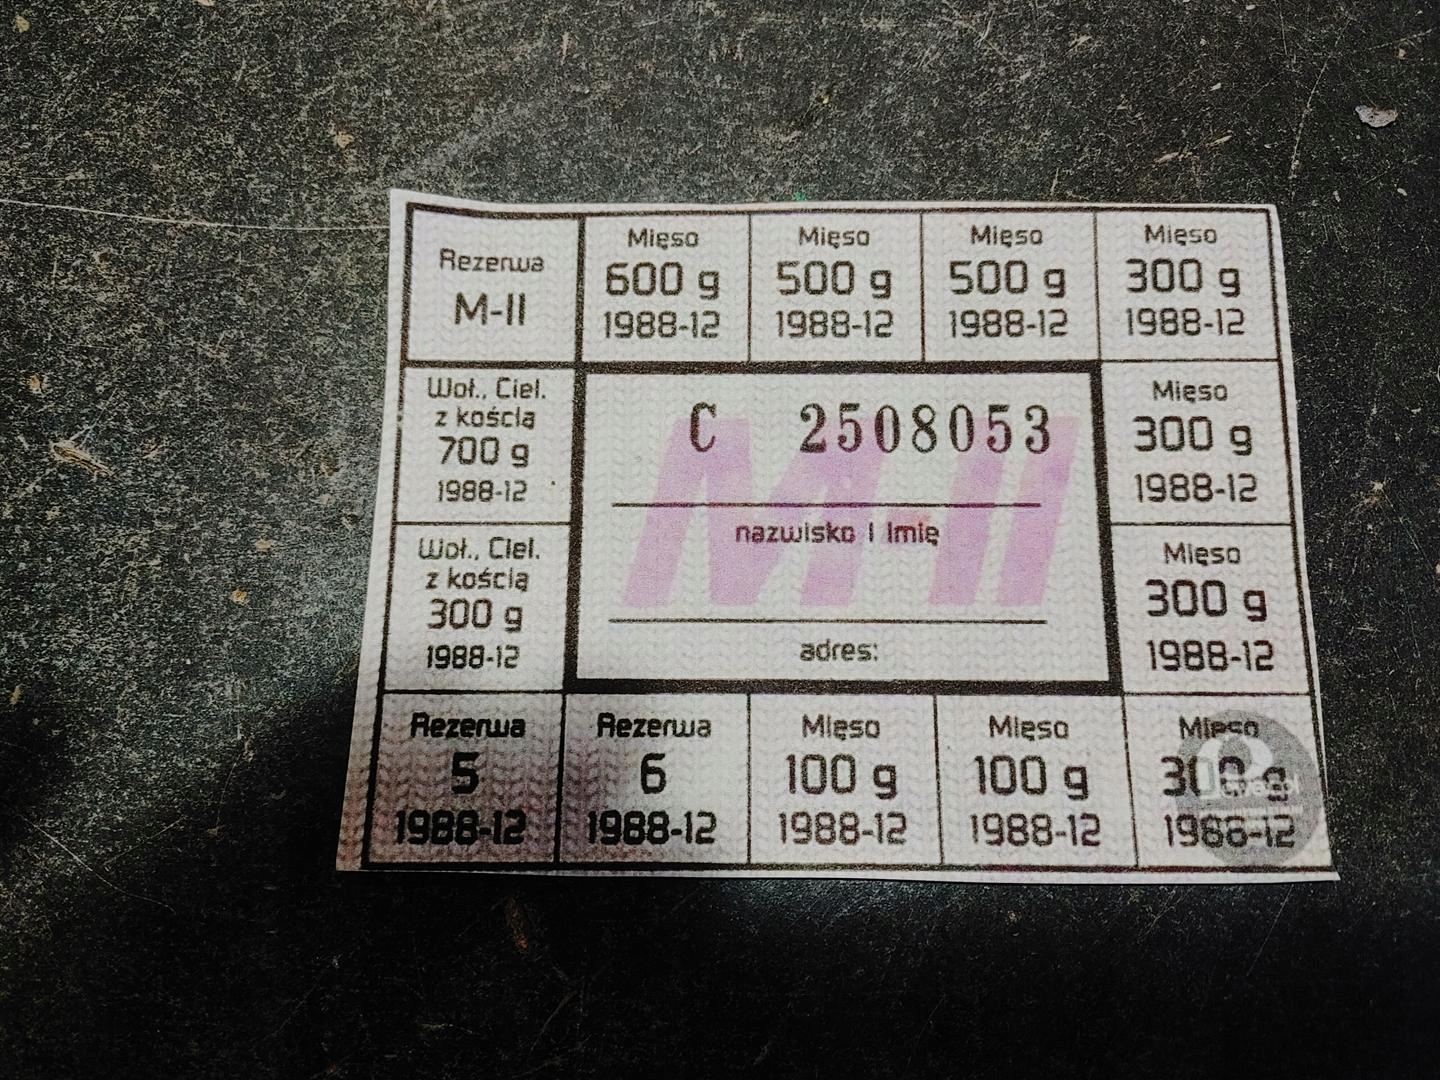 Rezerwa
M-II
Mięso
600 g
1988-12
Mięso
500 g
1988-12
Mięso
500 g
1988-12
Mięso
300 g
1988-12
Woł., Ciel.
z kością
700 g
1988-12
C 2508053
nazwisko i imię
adres:
Mięso
300 g
1988-12
Woł., Ciel.
z kością
300 g
1988-12
Mięso
300 g
1988-12
Rezerwa
5
1988-12
Rezerwa
6
1988-12
Mięso
100 g
1988-12
Mięso
100 g
1988-12
Mięso
300 g
1988-12
M-II